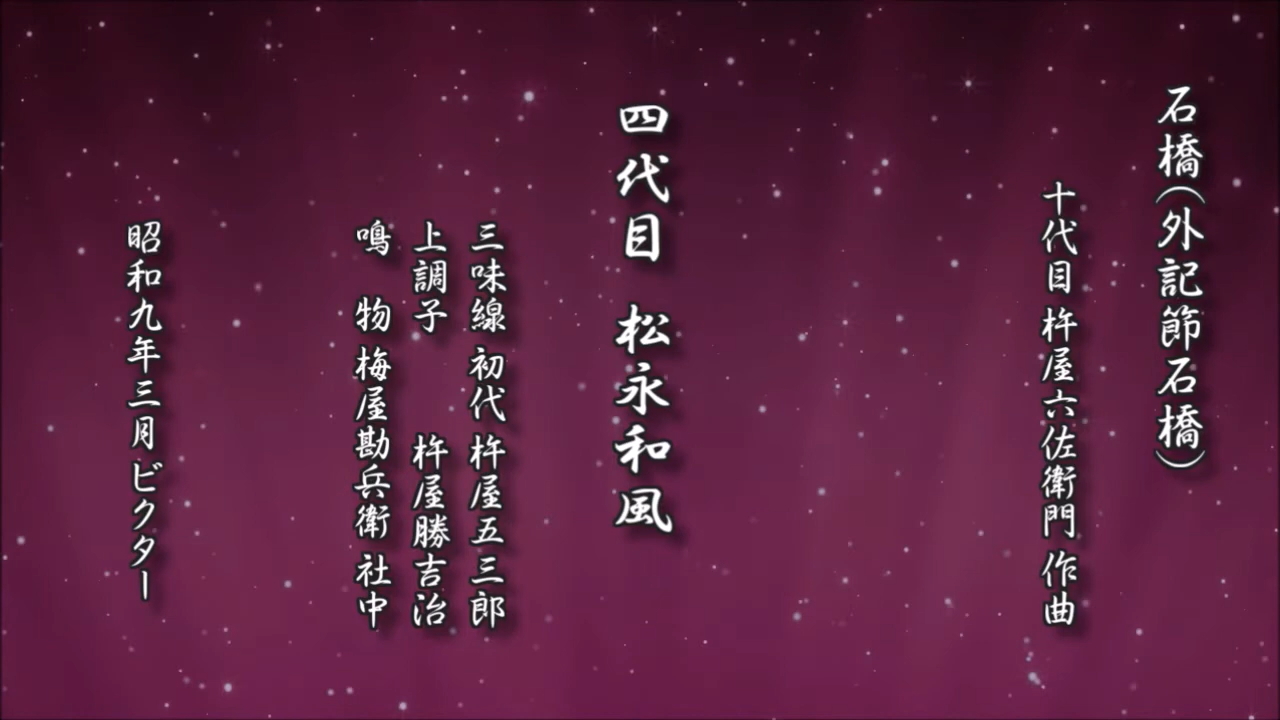 石橋（外記節石橋）
十代目 杵屋六佐衛門 作曲
四代目 松永和風
三味線 初代 杵屋五三郎
上調子 杵屋勝吉治
鳴 物 梅屋勘兵衛 社中
昭和九年三月 ビクター